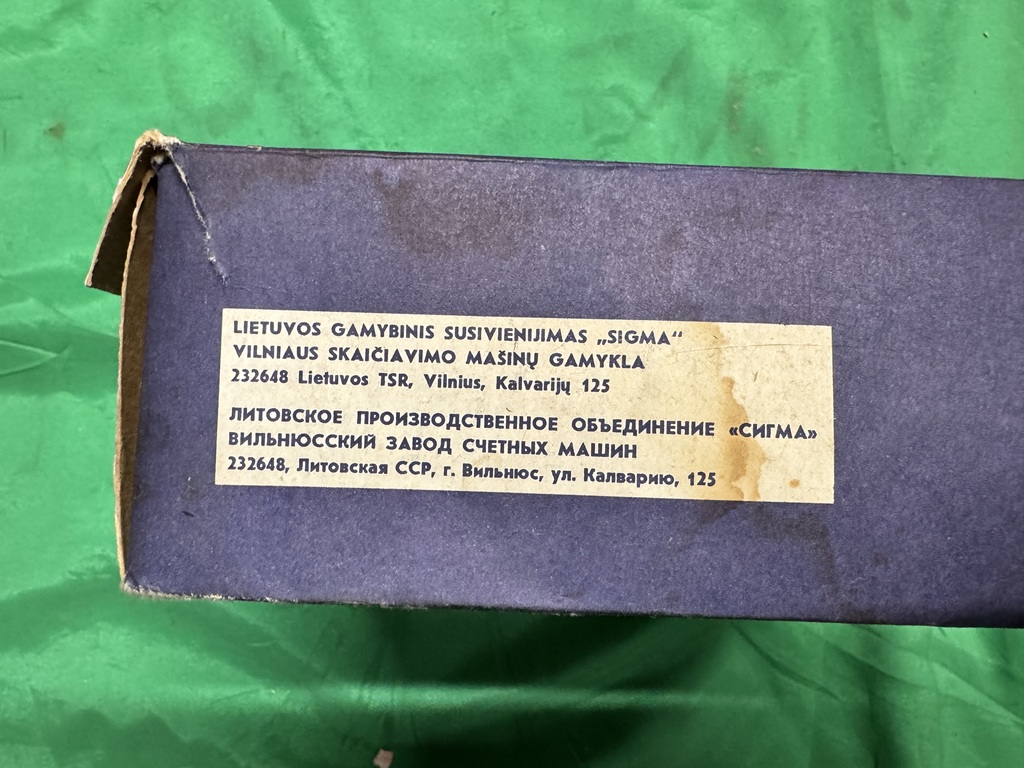 LIETUVOS GAMYBINIS SUSIVIENIJIMAS „SIGMA“
VILNIAUS SKAIČIAVIMO MAŠINŲ GAMYKLA
232648 Lietuvos TSR, Vilnius, Kalvarijų 125
ЛИТОВСКОЕ ПРОИЗВОДСТВЕННОЕ ОБЪЕДИНЕНИЕ «СИГМА»
ВИЛЬНЮССКИЙ ЗАВОД СЧЕТНЫХ МАШИН
232648, Литовская ССР, г. Вильнюс, ул. Калварию, 125